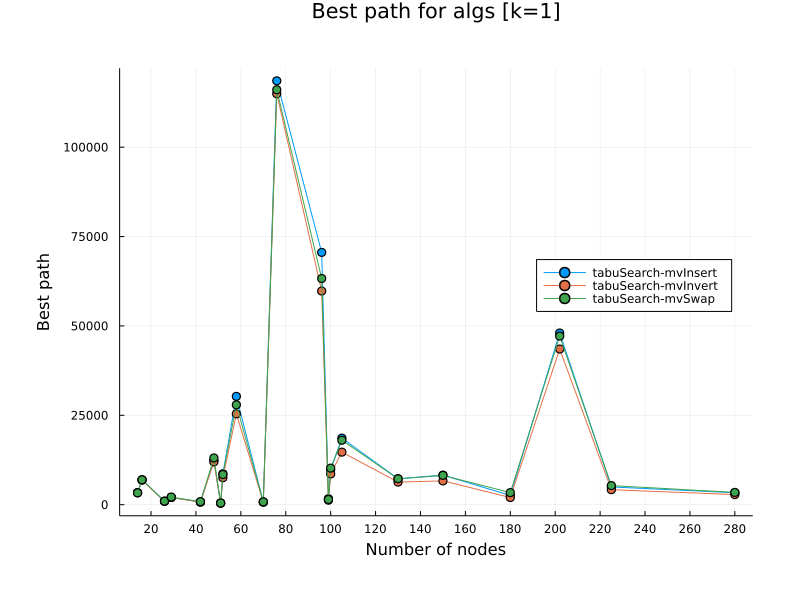 Best path for algs [k=1]
Best path
100000
75000
50000
25000
0
tabuSearch-mvInsert
tabuSearch-mvInvert
tabuSearch-mvSwap
20 40 60 80 100 120 140 160 180 200 220 240 260 280
Number of nodes